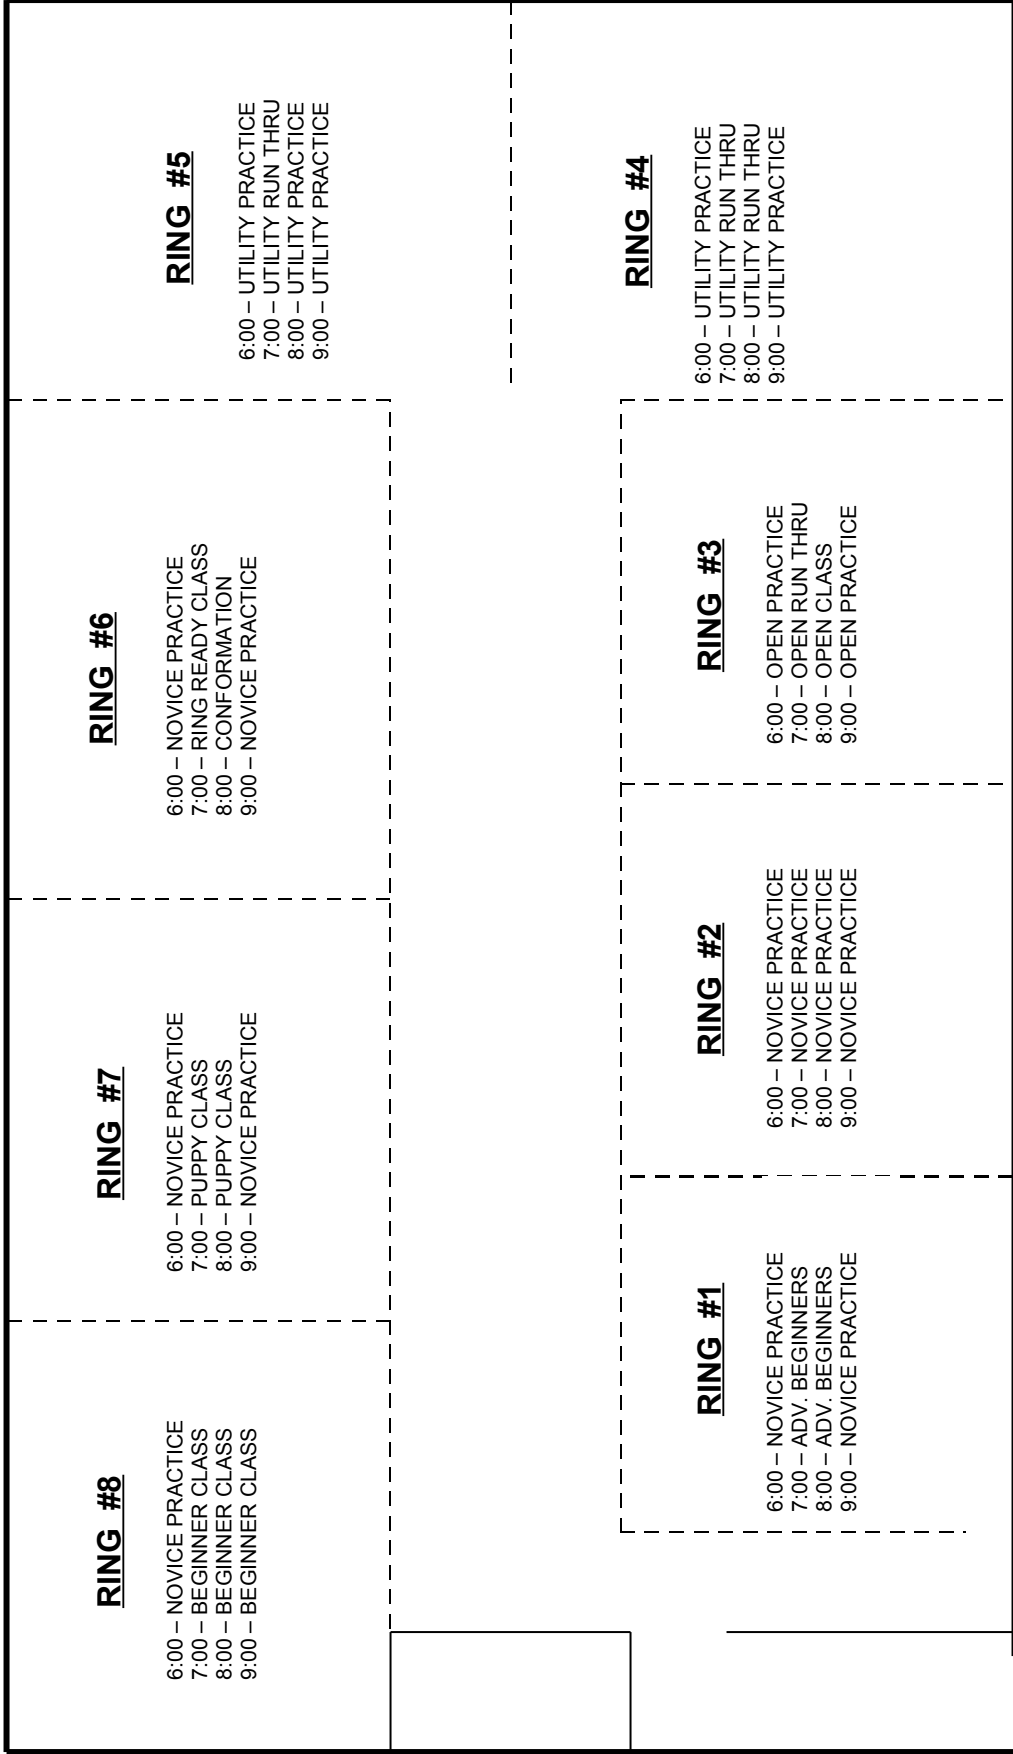 RING #8
6:00 – NOVICE PRACTICE
7:00 – BEGINNER CLASS
8:00 – BEGINNER CLASS
9:00 – BEGINNER CLASS
RING #7
6:00 – NOVICE PRACTICE
7:00 – PUPPY CLASS
8:00 – PUPPY CLASS
9:00 – NOVICE PRACTICE
RING #6
6:00 – NOVICE PRACTICE
7:00 – RING READY CLASS
8:00 – CONFORMATION
9:00 – NOVICE PRACTICE
RING #5
6:00 – UTILITY PRACTICE
7:00 – UTILITY RUN THRU
8:00 – UTILITY PRACTICE
9:00 – UTILITY PRACTICE
RING #1
6:00 – NOVICE PRACTICE
7:00 – ADV. BEGINNERS
8:00 – ADV. BEGINNERS
9:00 – NOVICE PRACTICE
RING #2
6:00 – NOVICE PRACTICE
7:00 – NOVICE PRACTICE
8:00 – NOVICE PRACTICE
9:00 – NOVICE PRACTICE
RING #3
6:00 – OPEN PRACTICE
7:00 – OPEN RUN THRU
8:00 – OPEN CLASS
9:00 – OPEN PRACTICE
RING #4
6:00 – UTILITY PRACTICE
7:00 – UTILITY RUN THRU
8:00 – UTILITY RUN THRU
9:00 – UTILITY PRACTICE